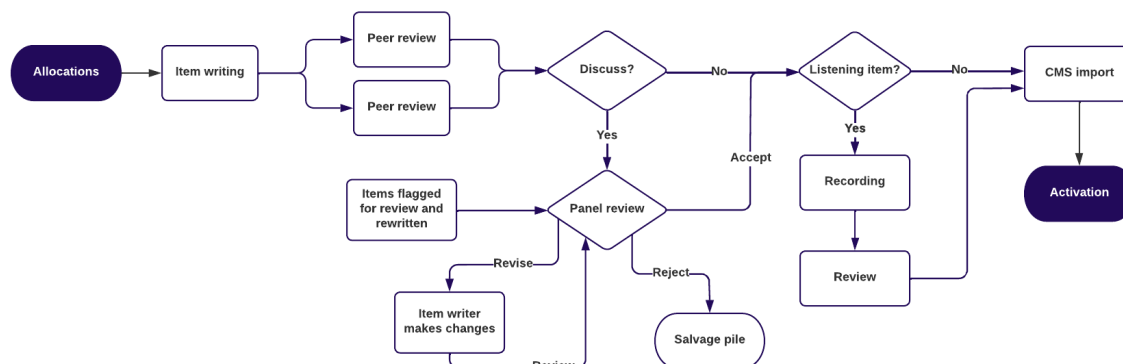 Peer review
Allocations
Item writing
Discuss?
No
Listening item?
No
CMS import
Peer review
Yes
Yes
Accept
Items flagged
for review and
rewritten
Panel review
Recording
Activation
Revise
Reject
Review
Item writer
makes changes
Salvage pile
Review